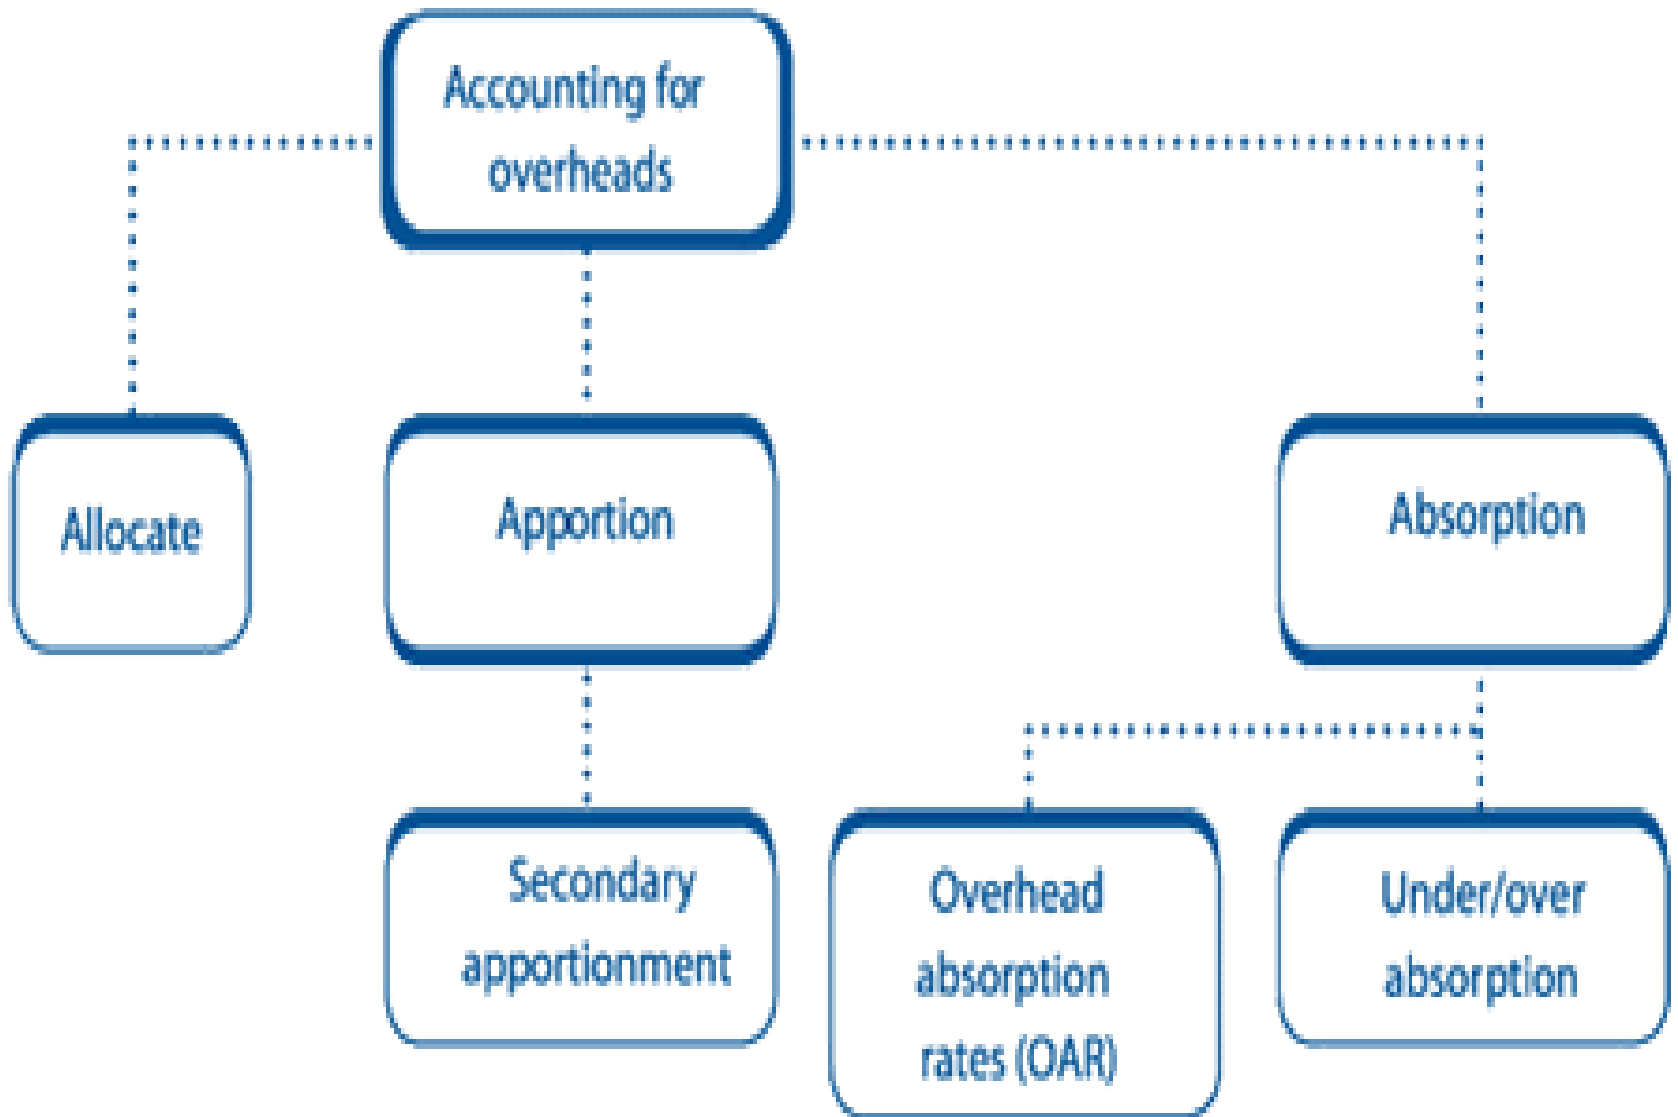 Accounting for
overheads
Allocate
Apportion
Absorption
Secondary
apportionment
Overhead
absorption
rates (OAR)
Under/over
absorption